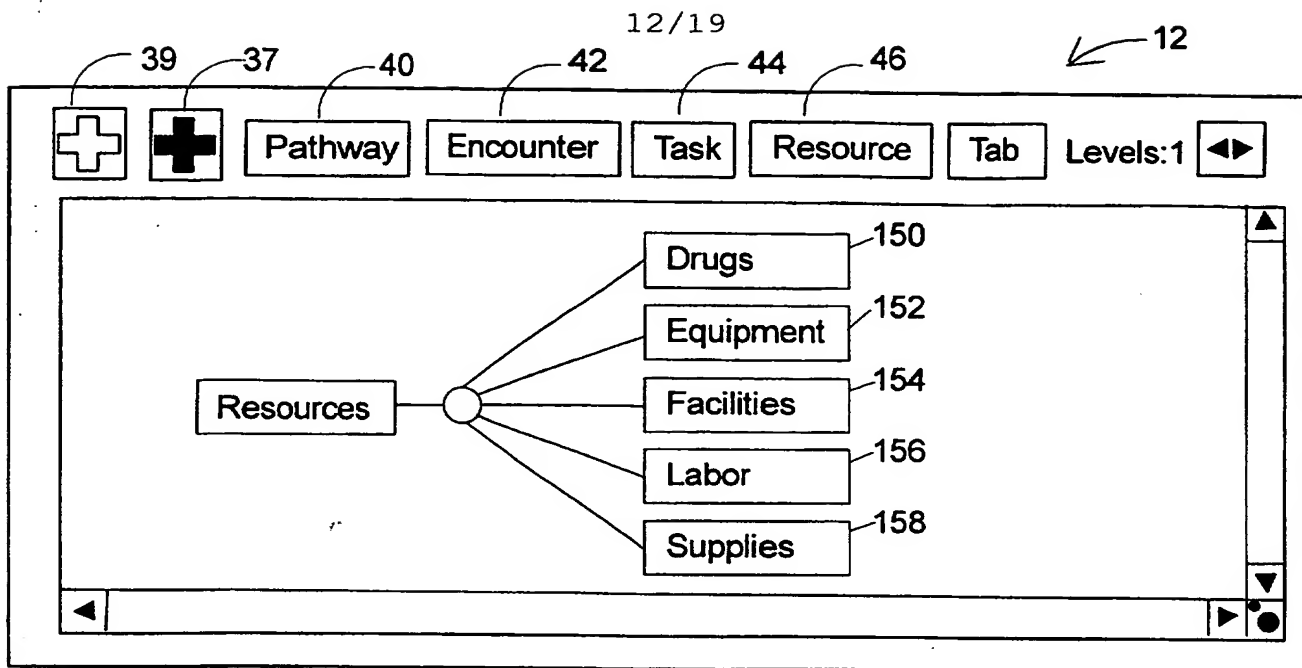 12/19
39 37 40 42 44 46 12
Pathway Encounter Task Resource Tab Levels:1
Drugs 150
Equipment 152
Resources Facilities 154
Labor 156
Supplies 158